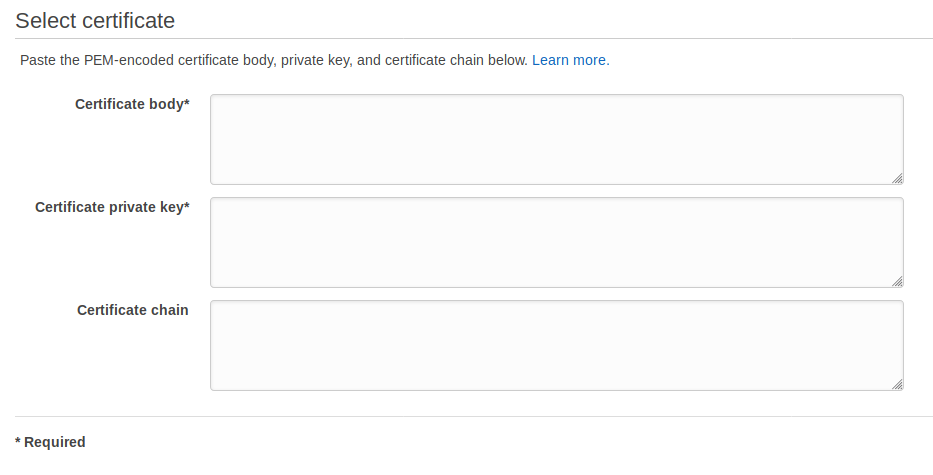 Select certificate
Paste the PEM-encoded certificate body, private key, and certificate chain below. Learn more.
Certificate body*
Certificate private key*
Certificate chain
* Required